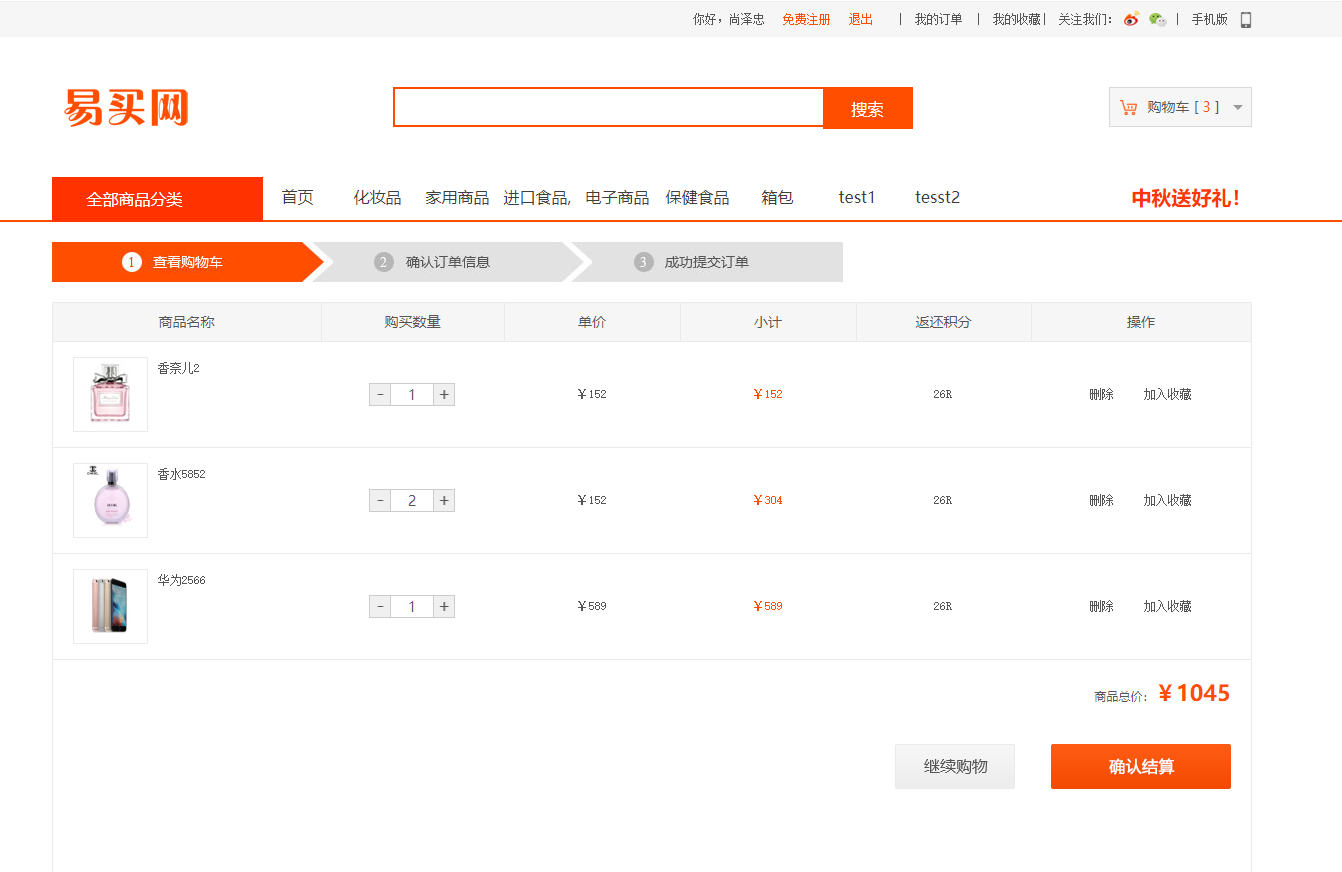 你好，尚泽忠 免费注册 退出 | 我的订单 | 我的收藏| 关注我们： | 手机版
易买网 搜索 购物车 [ 3 ]
全部商品分类 首页 化妆品 家用商品 进口食品, 电子商品 保健食品 箱包 test1 tesst2 中秋送好礼！
1 查看购物车 2 确认订单信息 3 成功提交订单
商品名称 购买数量 单价 小计 返还积分 操作
香奈儿2
- 1 + ￥152 ￥152 26R 删除 加入收藏
香水5852
- 2 + ￥152 ￥304 26R 删除 加入收藏
华为2566
- 1 + ￥589 ￥589 26R 删除 加入收藏
商品总价： ￥1045
继续购物 确认结算